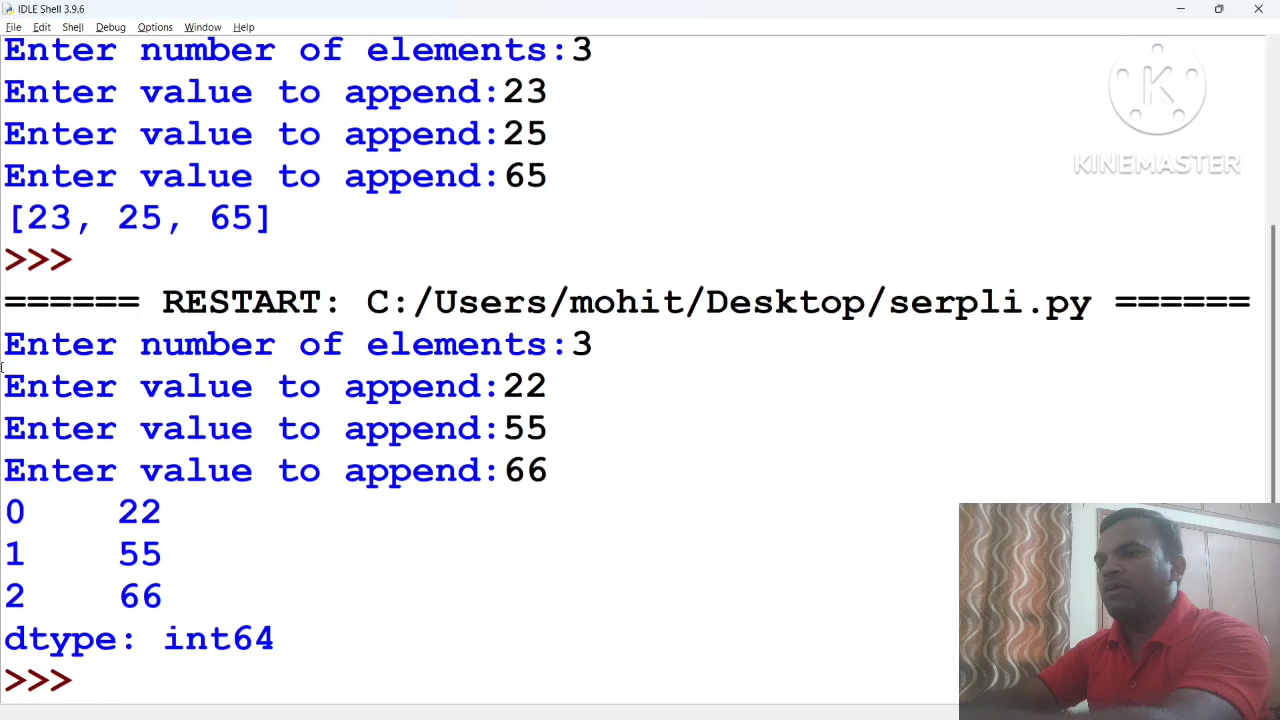 IDLE Shell 3.9.6
File Edit Shell Debug Options Window Help
Enter number of elements:3
Enter value to append:23
Enter value to append:25
Enter value to append:65
[23, 25, 65]
>>>
====== RESTART: C:/Users/mohit/Desktop/serpli.py ======
Enter number of elements:3
Enter value to append:22
Enter value to append:55
Enter value to append:66
0    22
1    55
2    66
dtype: int64
>>>
K
KINEMASTER